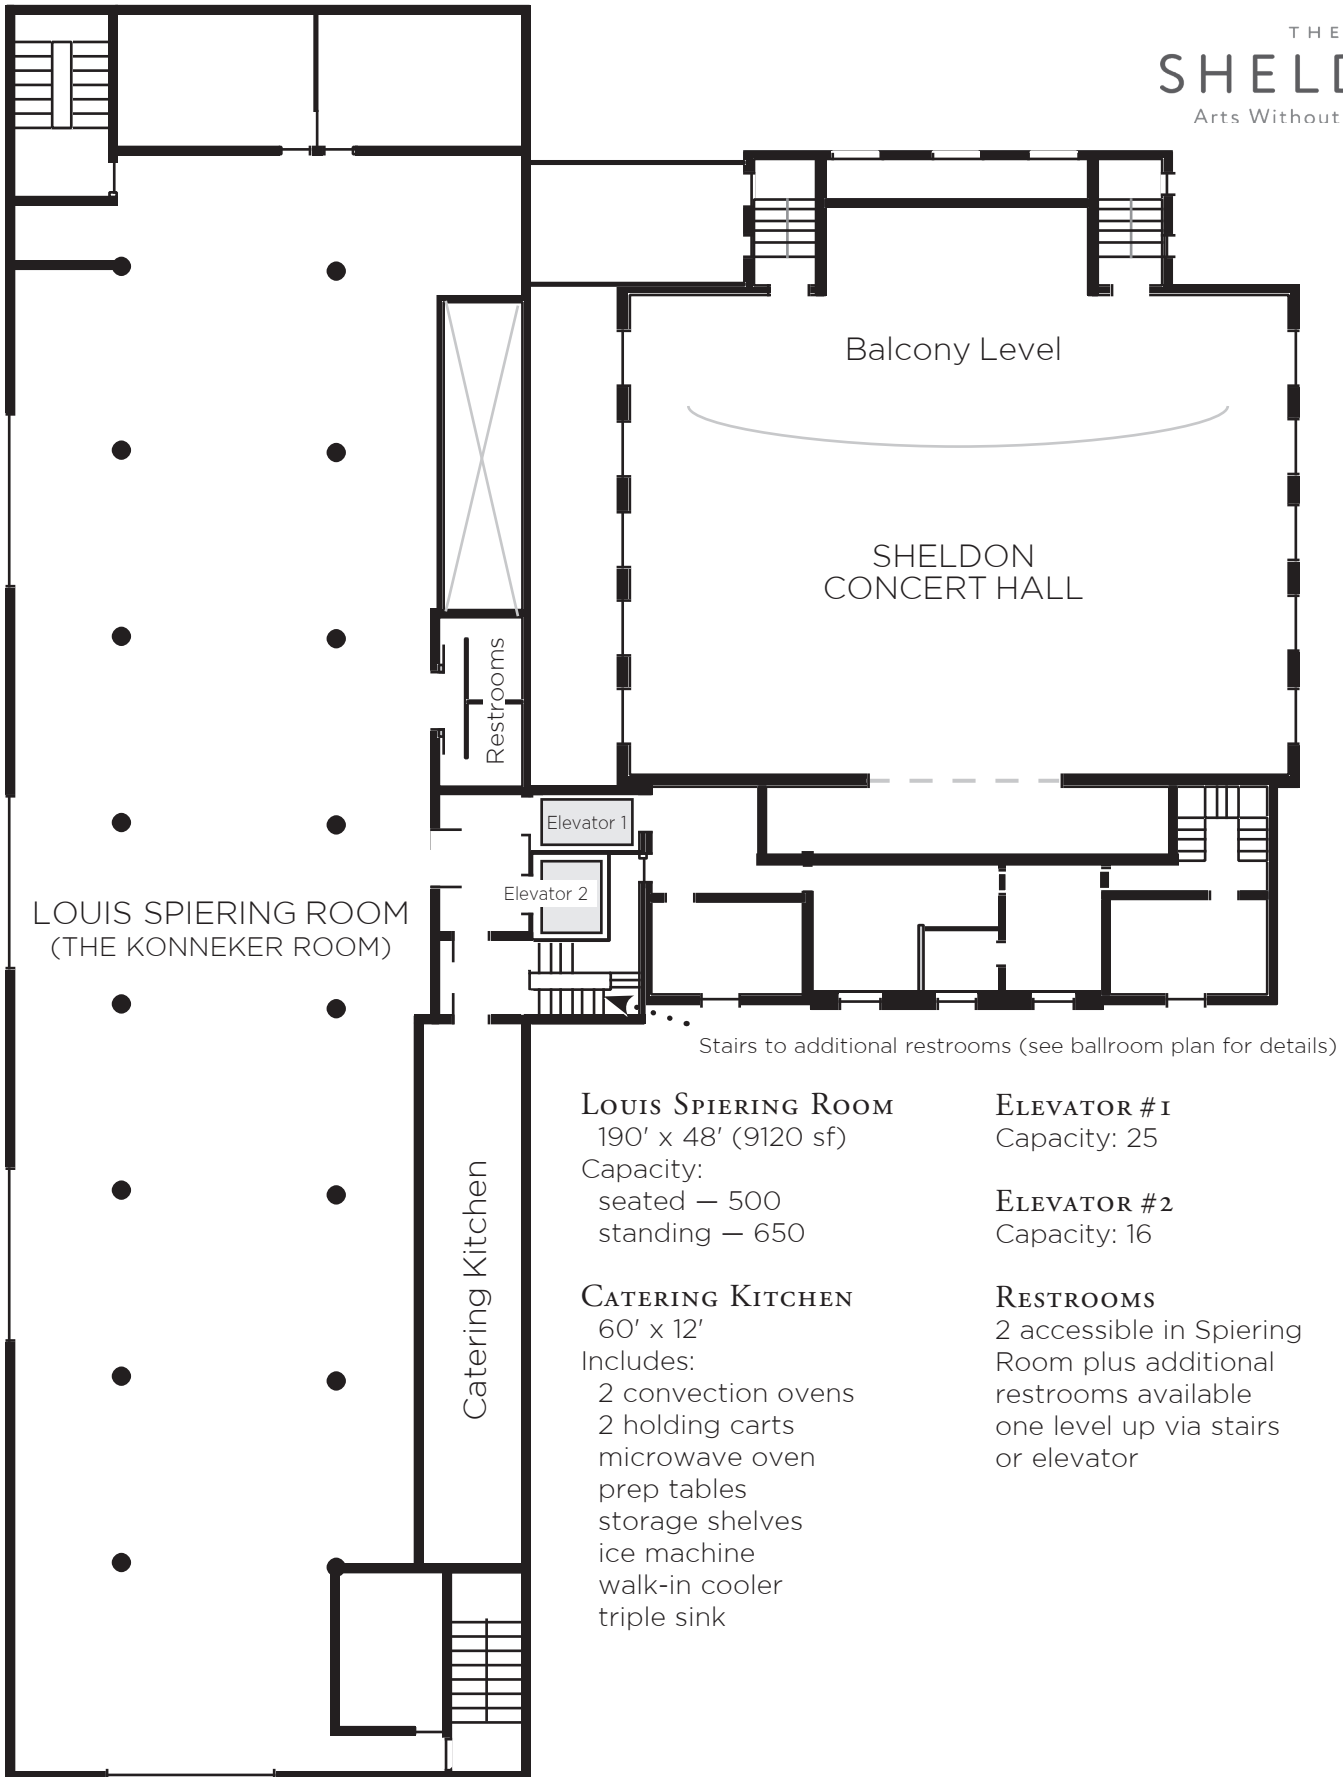 THE
SHELD
Arts Without
Balcony Level
SHELDON
CONCERT HALL
Restrooms
Elevator 1
Elevator 2
LOUIS SPIERING ROOM
(THE KONNEKER ROOM)
Stairs to additional restrooms (see ballroom plan for details)
Catering Kitchen
LOUIS SPIERING ROOM
190' x 48' (9120 sf)
Capacity:
seated — 500
standing — 650
CATERING KITCHEN
60' x 12'
Includes:
2 convection ovens
2 holding carts
microwave oven
prep tables
storage shelves
ice machine
walk-in cooler
triple sink
ELEVATOR #1
Capacity: 25
ELEVATOR #2
Capacity: 16
RESTROOMS
2 accessible in Spiering
Room plus additional
restrooms available
one level up via stairs
or elevator